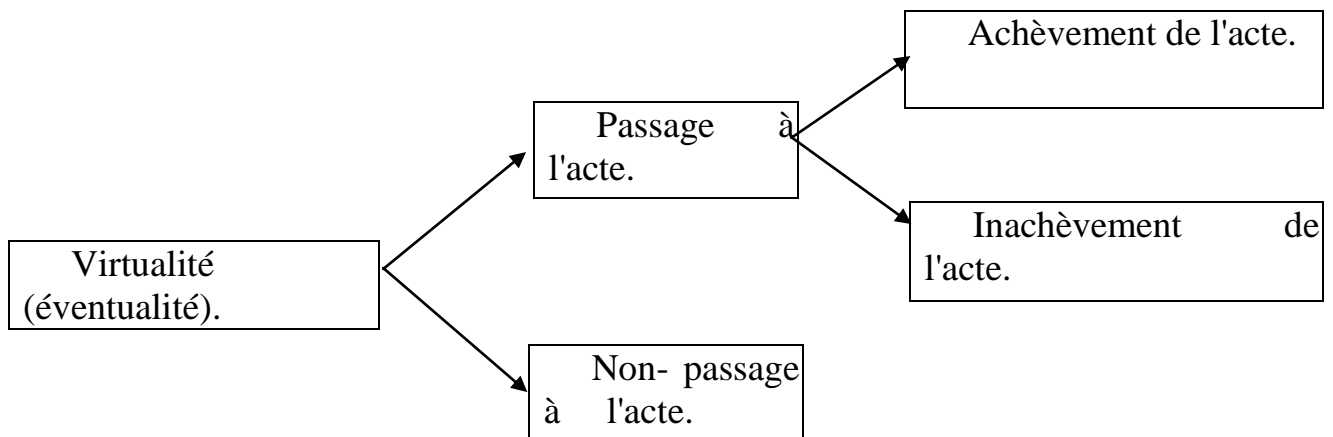 Achèvement de l'acte.
Passage à
l'acte.
Inachèvement de
l'acte.
Virtualité
(éventualité).
Non- passage
à l'acte.